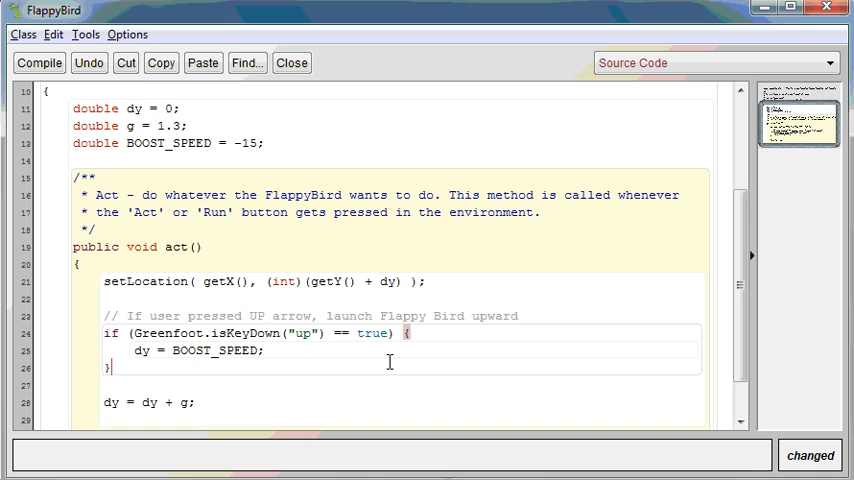 FlappyBird
Class Edit Tools Options
Compile Undo Cut Copy Paste Find... Close Source Code
10 {
11 double dy = 0;
12 double g = 1.3;
13 double BOOST_SPEED = -15;
14
15 /**
16 * Act - do whatever the FlappyBird wants to do. This method is called whenever
17 * the 'Act' or 'Run' button gets pressed in the environment.
18 */
19 public void act()
20 {
21 setLocation( getX(), (int)(getY() + dy) );
22
23 // If user pressed UP arrow, launch Flappy Bird upward
24 if (Greenfoot.isKeyDown("up") == true) {
25 dy = BOOST_SPEED;
26 }
27
28 dy = dy + g;
29
changed